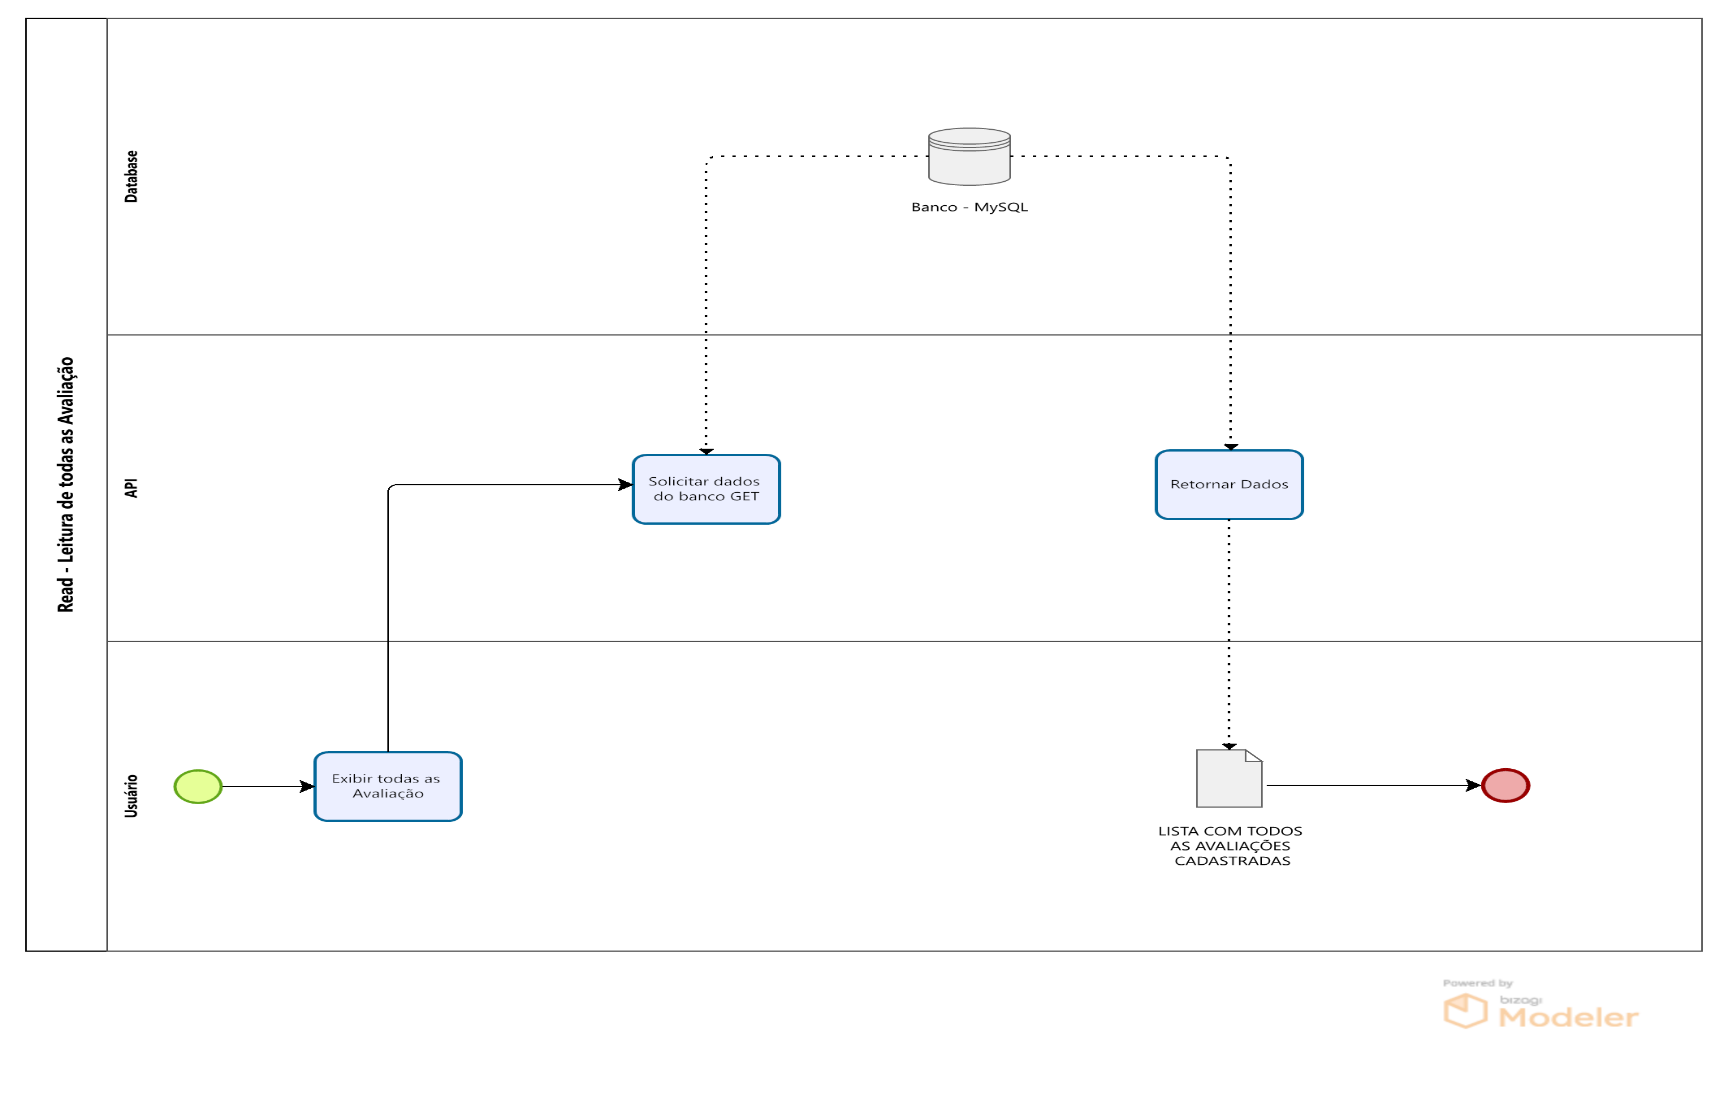 Read - Leitura de todas as Avaliação
Database
Banco - MySQL
API
Solicitar dados
do banco GET
Retornar Dados
Usuário
Exibir todas as
Avaliação
LISTA COM TODOS
AS AVALIAÇÕES
CADASTRADAS
Powered by
bizagi
Modeler